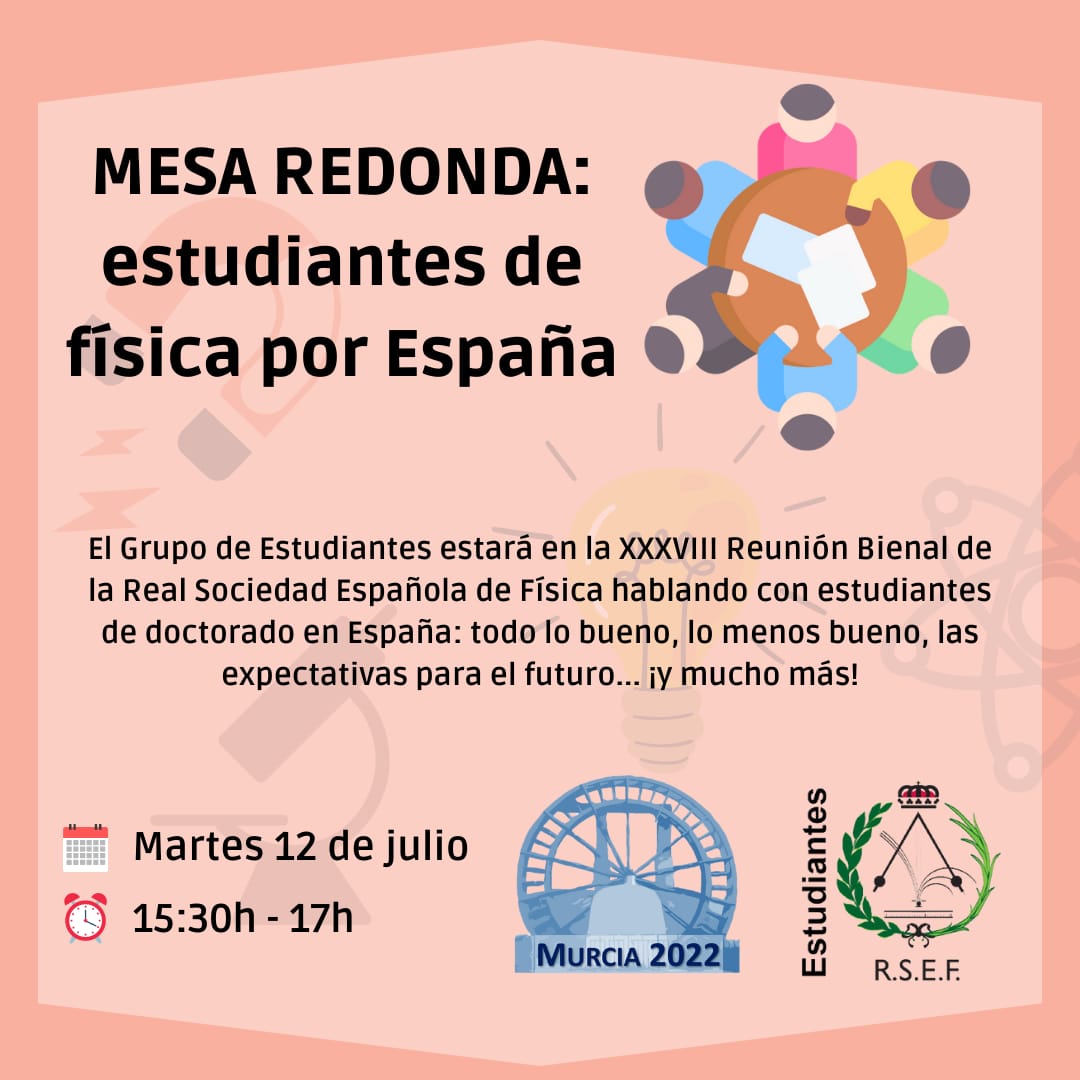 MESA REDONDA:
estudiantes de
física por España
El Grupo de Estudiantes estará en la XXXVIII Reunión Bienal de
la Real Sociedad Española de Física hablando con estudiantes
de doctorado en España: todo lo bueno, lo menos bueno, las
expectativas para el futuro... ¡y mucho más!
Martes 12 de julio
15:30h - 17h
MURCIA 2022
Estudiantes
R.S.E.F.